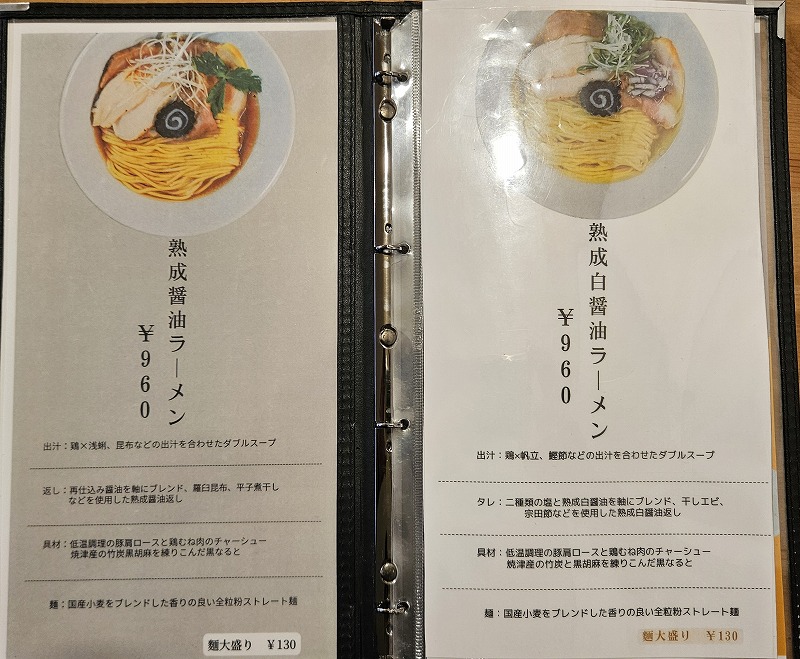 熟成醤油ラーメン
¥960
出汁：鶏×浅蜊、昆布などの出汁を合わせたダブルスープ
返し：再仕込み醤油を軸にブレンド、羅臼昆布、平子煮干し
などを使用した熟成醤油返し
具材：低温調理の豚肩ロースと鶏むね肉のチャーシュー
焼津産の竹炭黒胡麻を練りこんだ黒なると
麺：国産小麦をブレンドした香りの良い全粒粉ストレート麺
麺大盛り ¥130
熟成白醤油ラーメン
¥960
出汁：鶏×帆立、鰹節などの出汁を合わせたダブルスープ
タレ：二種類の塩と熟成白醤油を軸にブレンド、干しエビ、
宗田節などを使用した熟成白醤油返し
具材：低温調理の豚肩ロースと鶏むね肉のチャーシュー
焼津産の竹炭と黒胡麻を練りこんだ黒なると
麺：国産小麦をブレンドした香りの良い全粒粉ストレート麺
麺大盛り ¥130